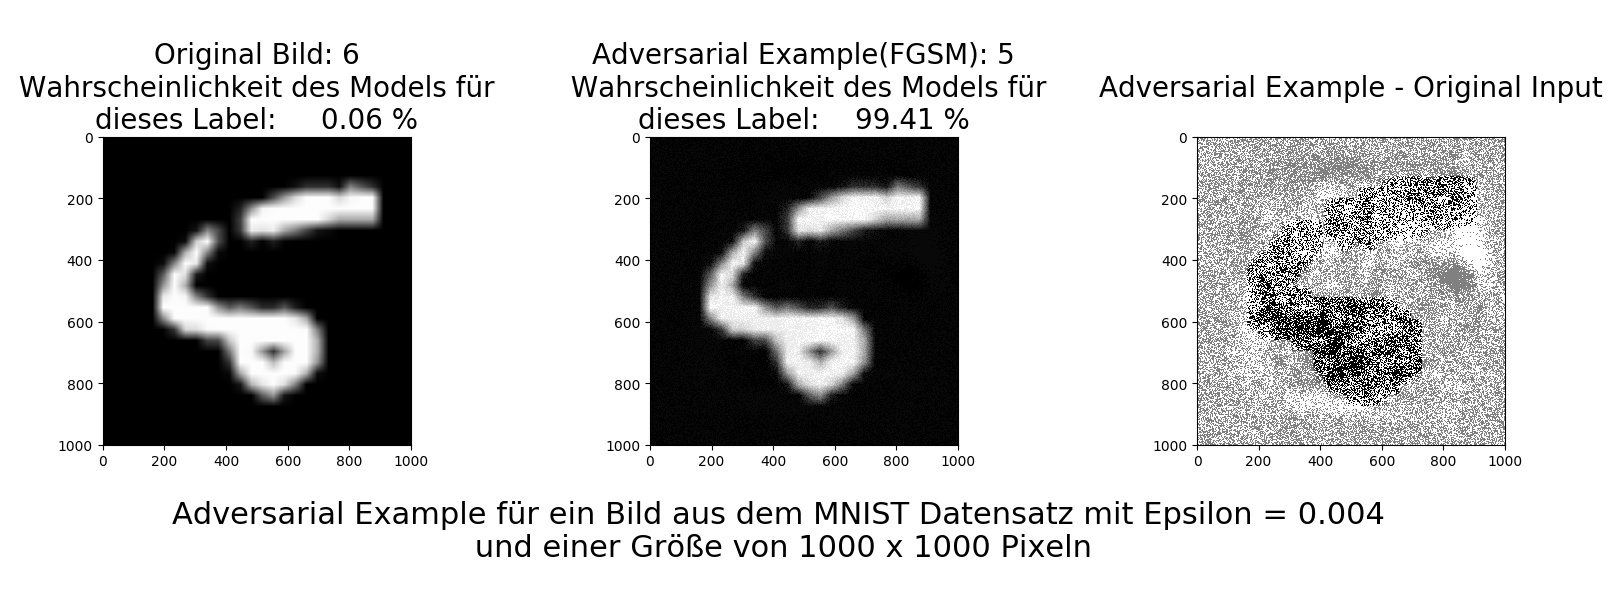 Original Bild: 6
Wahrscheinlichkeit des Models für
dieses Label: 0.06 %
0
200
400
600
800
1000
0 200 400 600 800 1000
Adversarial Example(FGSM): 5
Wahrscheinlichkeit des Models für
dieses Label: 99.41 %
0
200
400
600
800
1000
0 200 400 600 800 1000
Adversarial Example - Original Input
0
200
400
600
800
1000
0 200 400 600 800 1000
Adversarial Example für ein Bild aus dem MNIST Datensatz mit Epsilon = 0.004
und einer Größe von 1000 x 1000 Pixeln